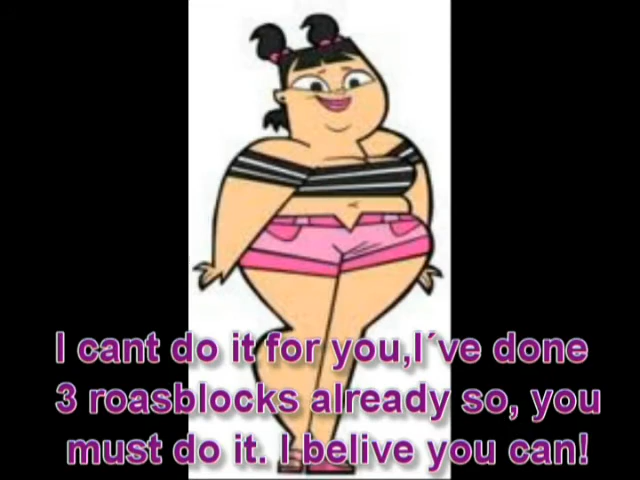 I cant do it for you,I´ve done
3 roasblocks already so, you
must do it. I belive you can!